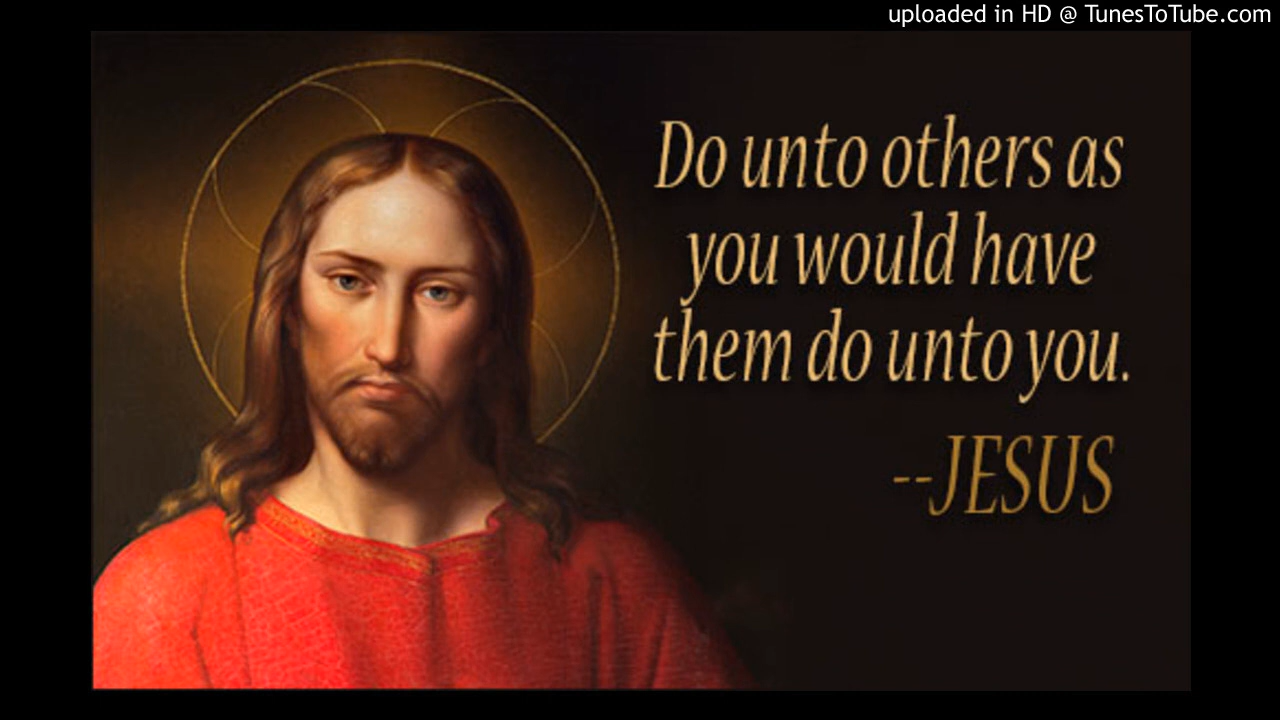 uploaded in HD @ TunesToTube.com
Do unto others as
you would have
them do unto you.
--JESUS